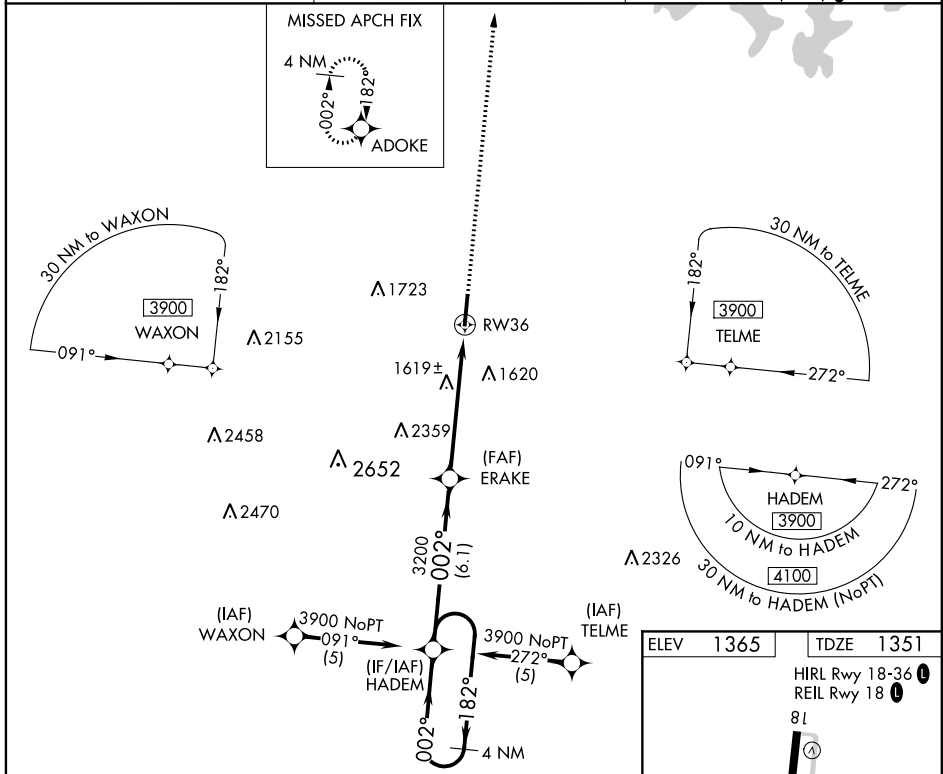 MISSED APCH FIX
4 NM
002°
182°
ADOKE
30 NM to WAXON
182°
3900
WAXON
091°
30 NM to TELME
182°
3900
TELME
272°
1723
RW36
2155
1619±
1620
2458
2359
2652
(FAF)
ERAKE
2470
091°
272°
HADEM
3900
10 NM to HADEM
4100
30 NM to HADEM (NoPT)
3200
002°
(6.1)
2326
(IAF)
WAXON
3900 NoPT
091°
(5)
(IF/IAF)
HADEM
3900 NoPT
272°
(5)
(IAF)
TELME
002°
182°
4 NM
ELEV 1365
TDZE 1351
HIRL Rwy 18-36 L
REIL Rwy 18 L
18
V